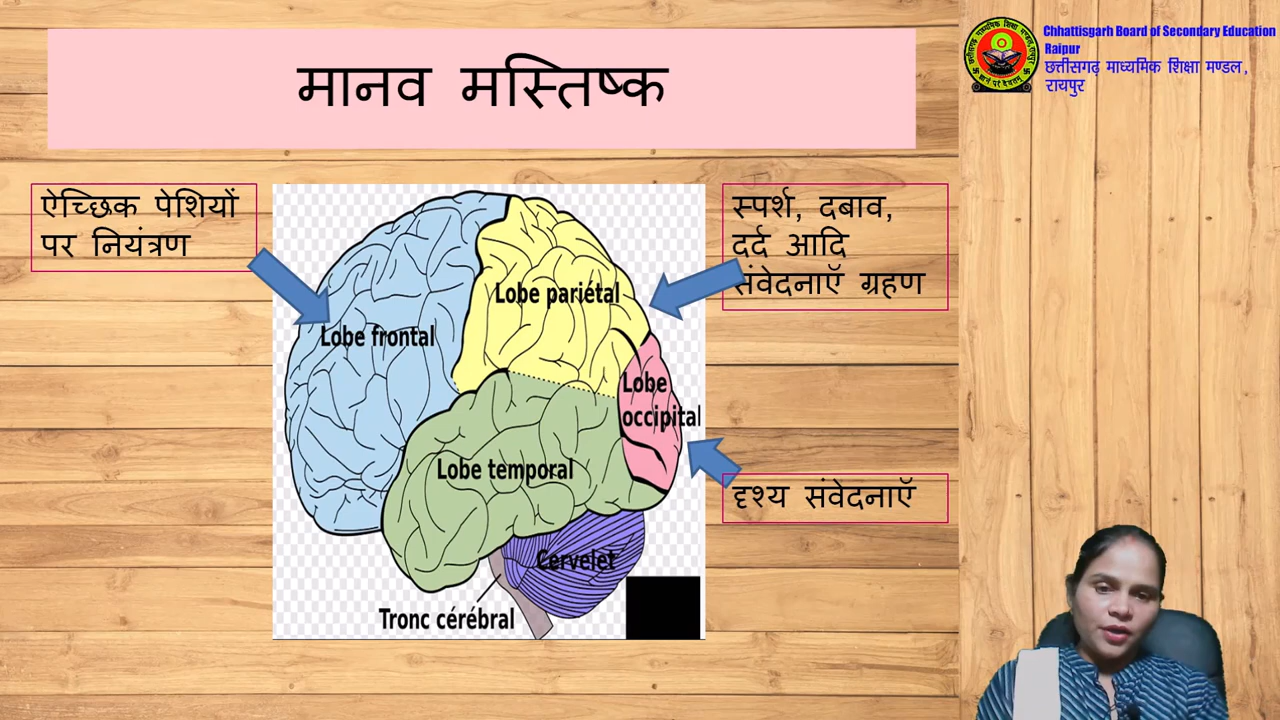 मानव मस्तिष्क
Chhattisgarh Board of Secondary Education
Raipur
छत्तीसगढ़ माध्यमिक शिक्षा मण्डल,
रायपुर
ऐच्छिक पेशियों
पर नियंत्रण
स्पर्श, दबाव,
दर्द आदि
संवेदनाएॅ ग्रहण
Lobe pariétal
Lobe frontal
Lobe
occipital
Lobe temporal
दृश्य संवेदनाएॅ
Cervelet
Tronc cérébral